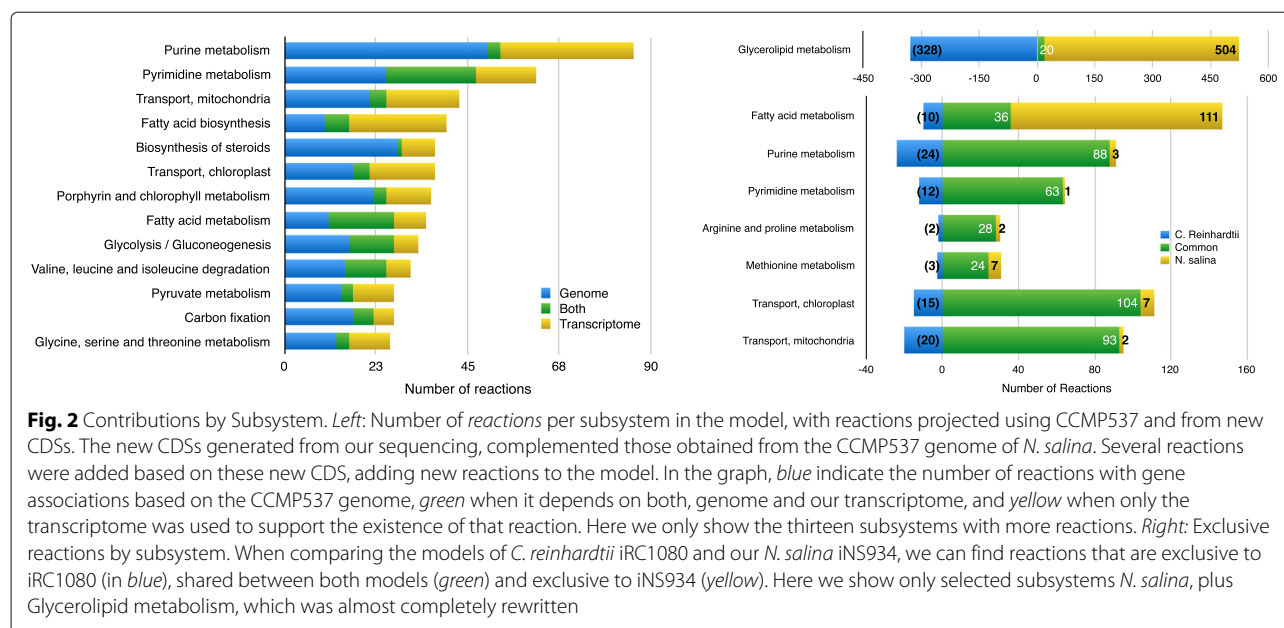 Purine metabolism
Pyrimidine metabolism
Transport, mitochondria
Fatty acid biosynthesis
Biosynthesis of steroids
Transport, chloroplast
Porphyrin and chlorophyll metabolism
Fatty acid metabolism
Glycolysis / Gluconeogenesis
Valine, leucine and isoleucine degradation
Pyruvate metabolism
Carbon fixation
Glycine, serine and threonine metabolism
Genome
Both
Transcriptome
0 23 45 68 90
Number of reactions
Glycerolipid metabolism (328) 20 504
-450 -300 -150 0 150 300 450 600
Fatty acid metabolism (10) 36 111
Purine metabolism (24) 88 3
Pyrimidine metabolism (12) 63 1
Arginine and proline metabolism (2) 28 2
Methionine metabolism (3) 24 7
Transport, chloroplast (15) 104 7
Transport, mitochondria (20) 93 2
C. Reinhardtii
Common
N. salina
-40 0 40 80 120 160
Number of Reactions
Fig. 2 Contributions by Subsystem. Left: Number of reactions per subsystem in the model, with reactions projected using CCMP537 and from new
CDSs. The new CDSs generated from our sequencing, complemented those obtained from the CCMP537 genome of N. salina. Several reactions
were added based on these new CDS, adding new reactions to the model. In the graph, blue indicate the number of reactions with gene
associations based on the CCMP537 genome, green when it depends on both, genome and our transcriptome, and yellow when only the
transcriptome was used to support the existence of that reaction. Here we only show the thirteen subsystems with more reactions. Right: Exclusive
reactions by subsystem. When comparing the models of C. reinhardtii iRC1080 and our N. salina iNS934, we can find reactions that are exclusive to
iRC1080 (in blue), shared between both models (green) and exclusive to iNS934 (yellow). Here we show only selected subsystems N. salina, plus
Glycerolipid metabolism, which was almost completely rewritten